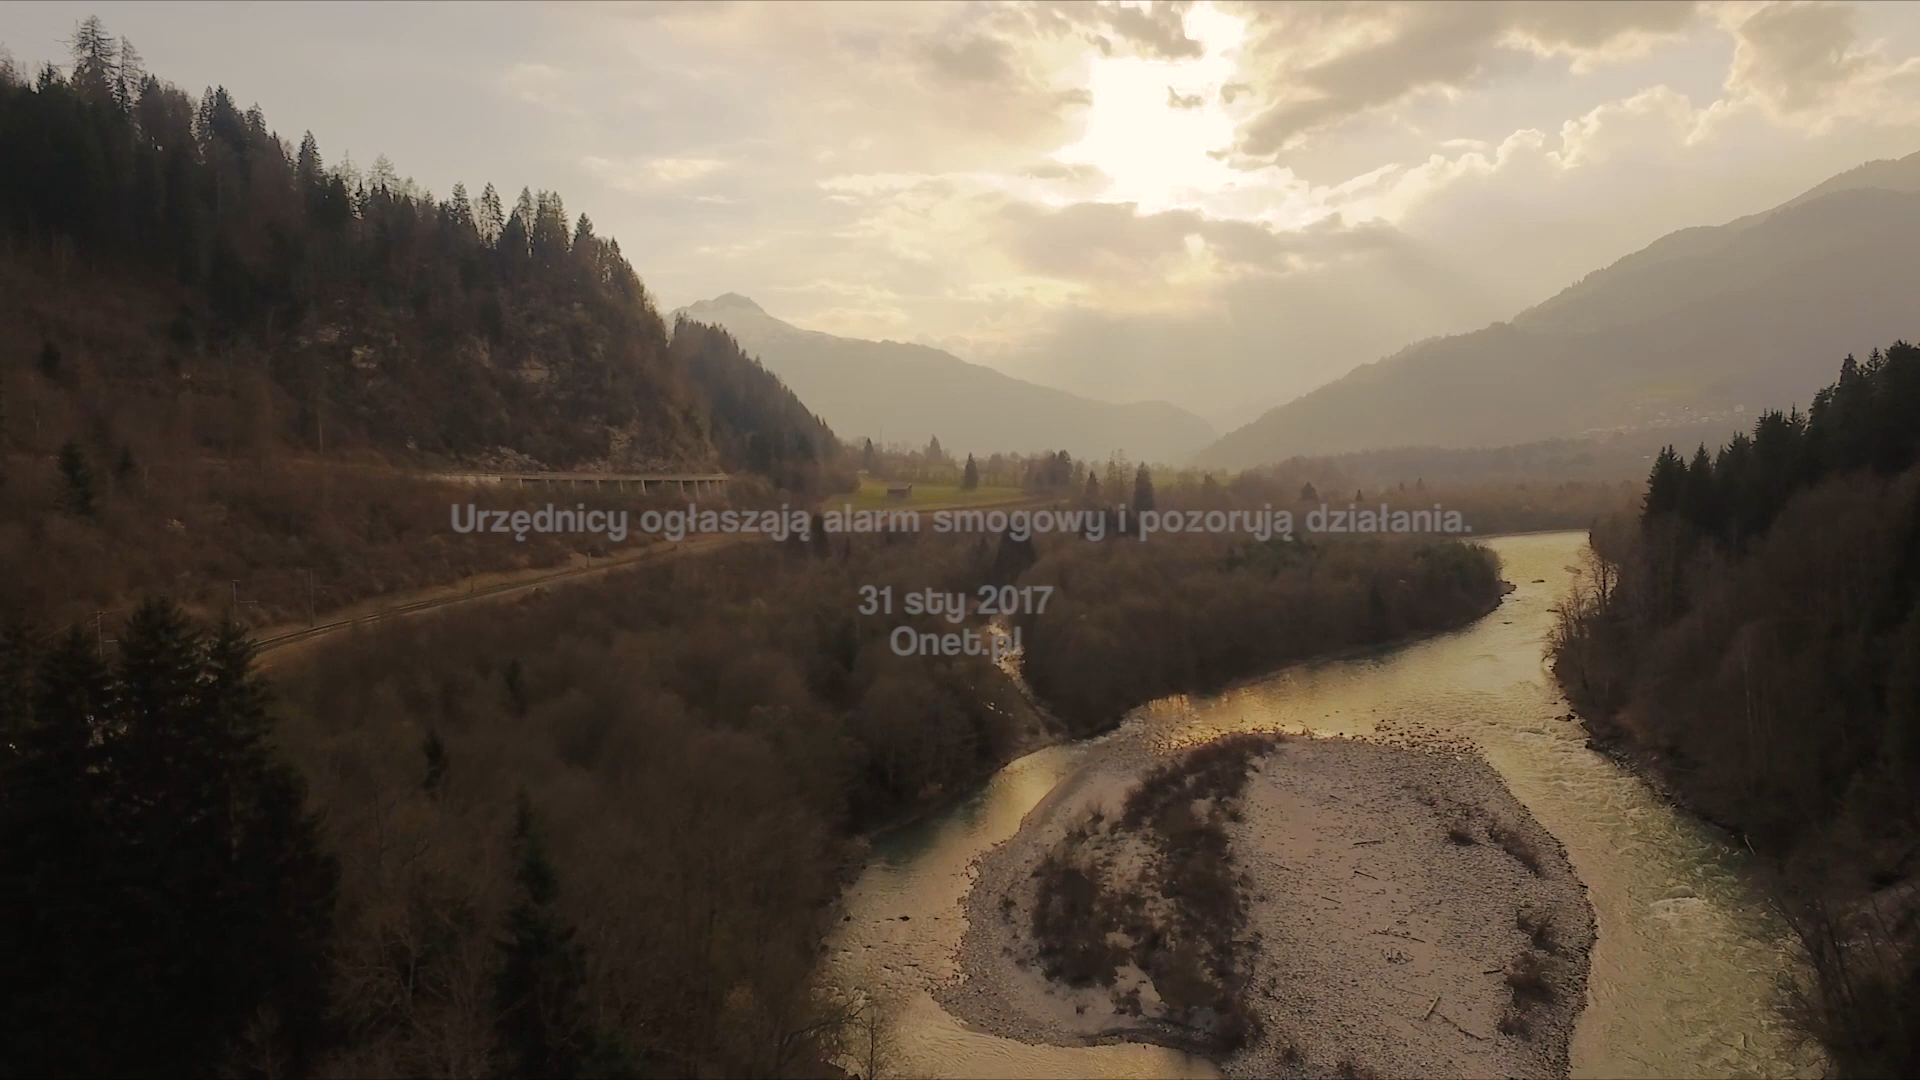 Urzędnicy ogłaszają alarm smogowy i pozorują działania.
31 sty 2017
Onet.pl